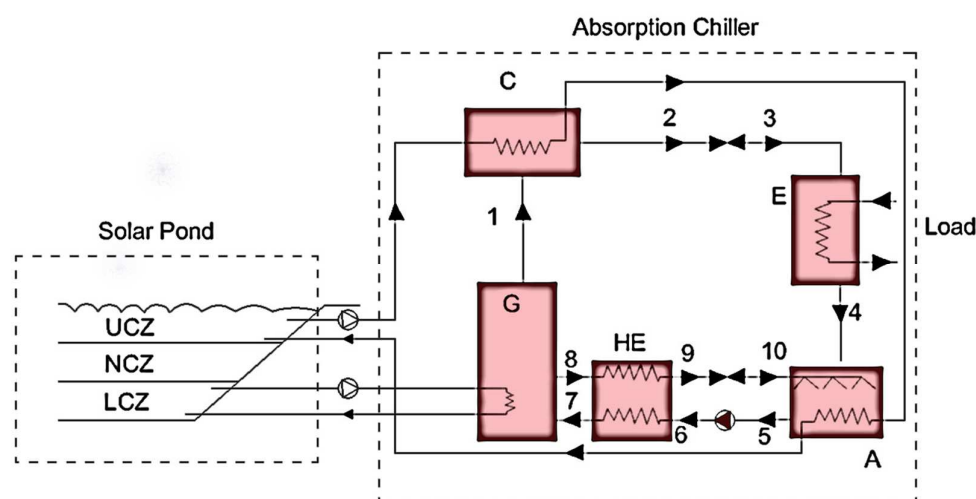 Absorption Chiller
C
2
3
1
E
Solar Pond
Load
G
UCZ
4
HE
NCZ
8
9
10
LCZ
7
6
5
A